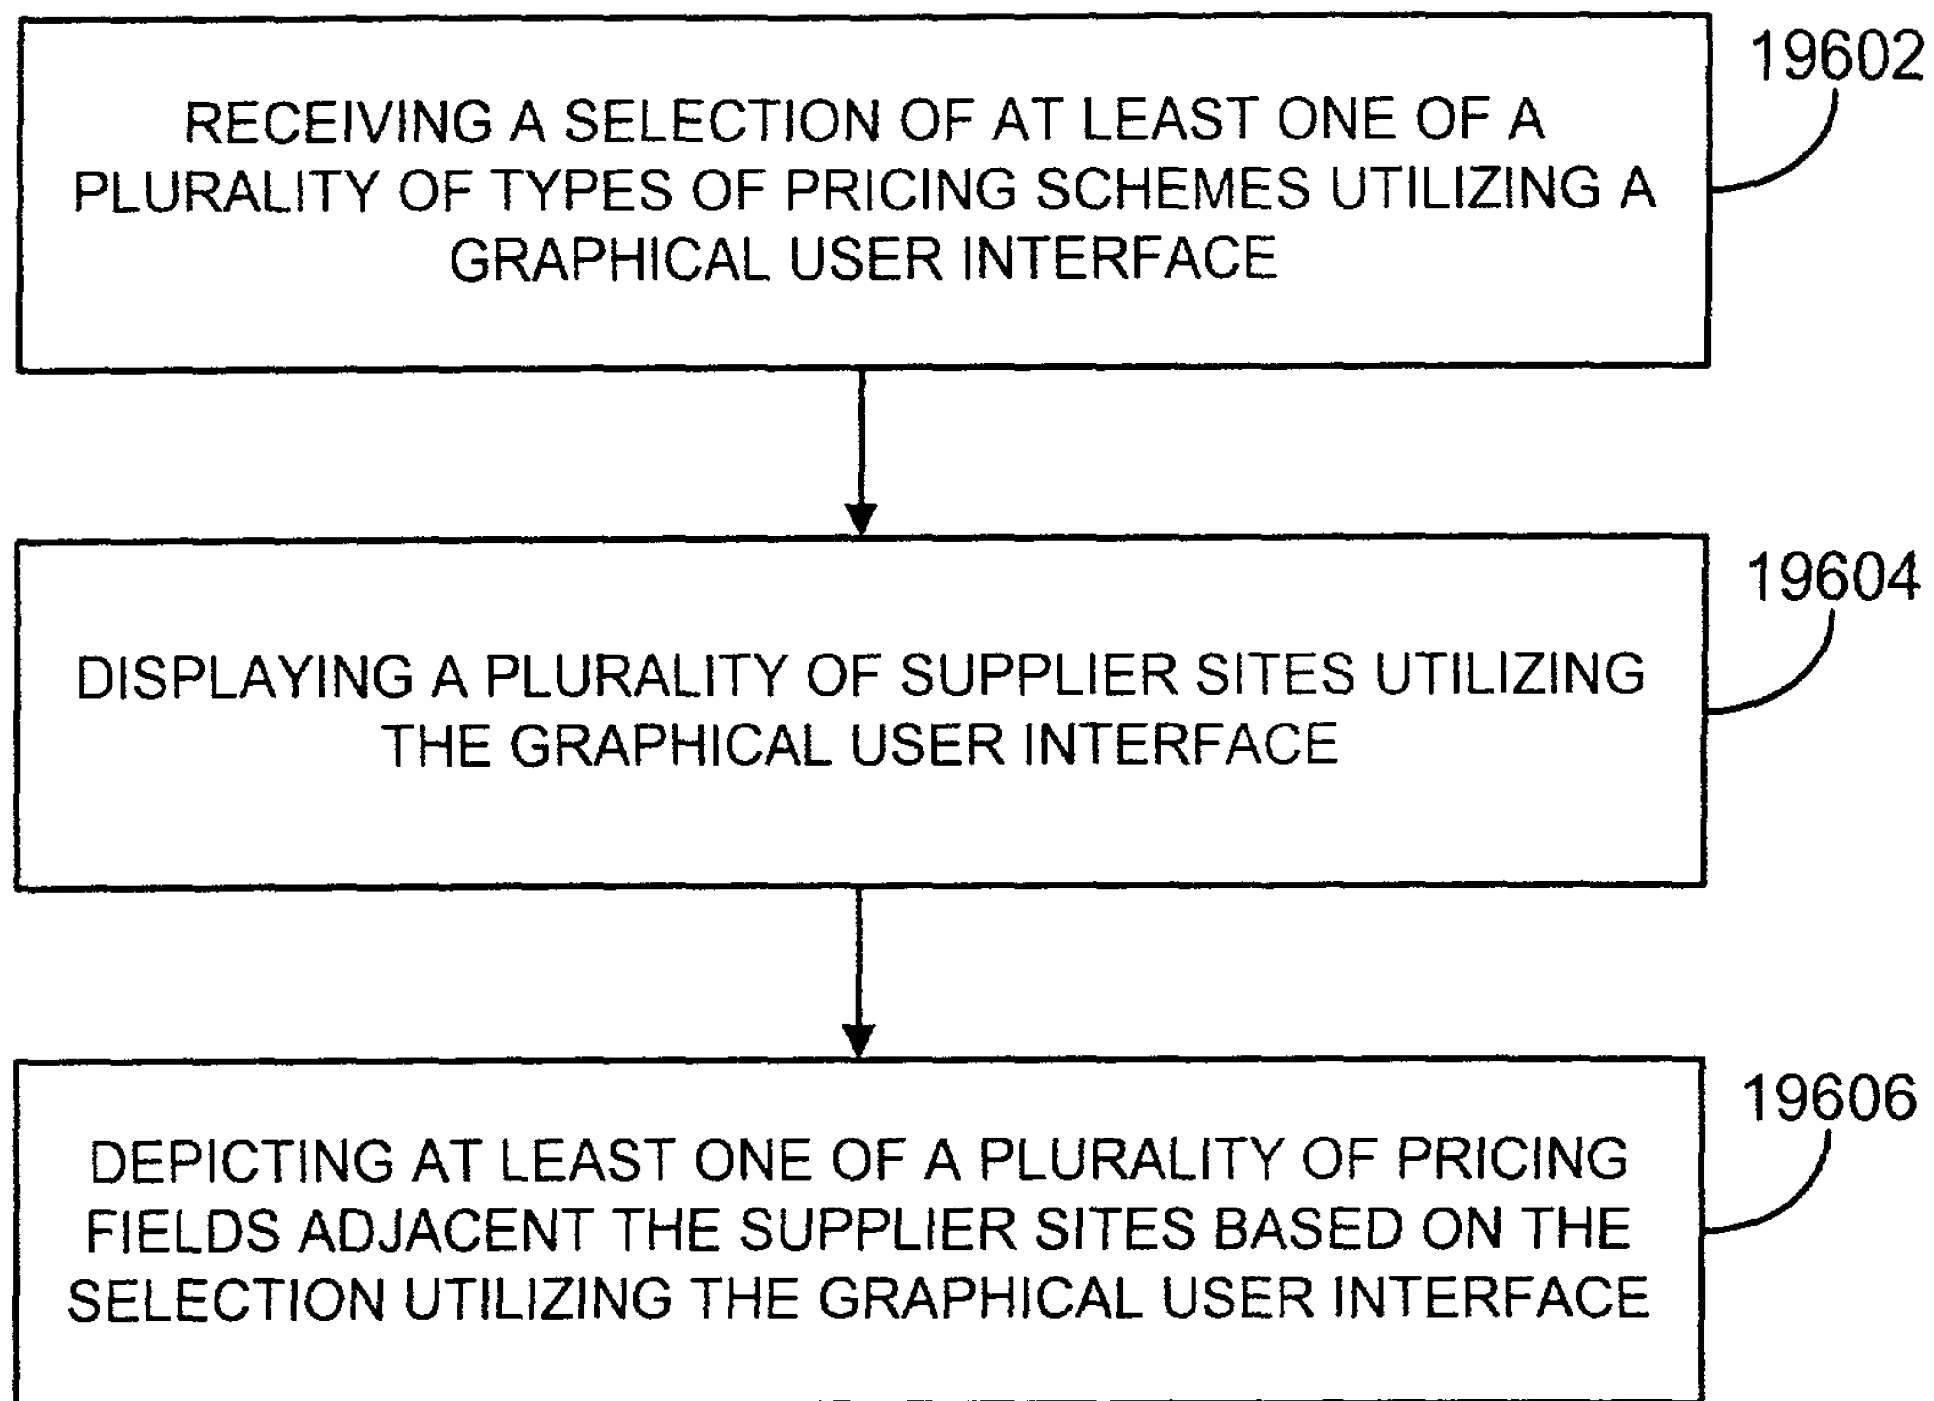 19602
RECEIVING A SELECTION OF AT LEAST ONE OF A
PLURALITY OF TYPES OF PRICING SCHEMES UTILIZING A
GRAPHICAL USER INTERFACE
19604
DISPLAYING A PLURALITY OF SUPPLIER SITES UTILIZING
THE GRAPHICAL USER INTERFACE
19606
DEPICTING AT LEAST ONE OF A PLURALITY OF PRICING
FIELDS ADJACENT THE SUPPLIER SITES BASED ON THE
SELECTION UTILIZING THE GRAPHICAL USER INTERFACE